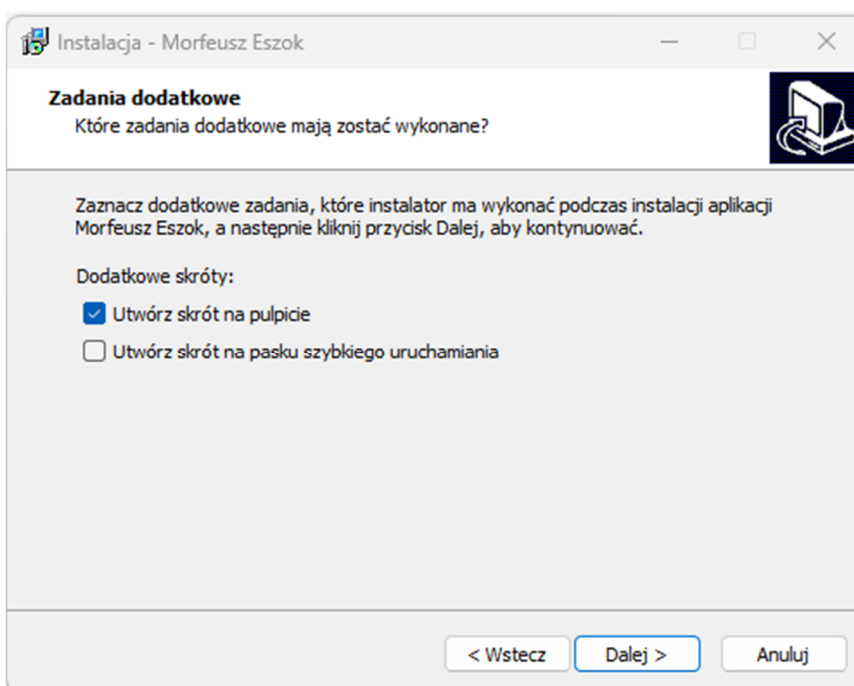 Instalacja - Morfeusz Eszok
Zadania dodatkowe
Które zadania dodatkowe mają zostać wykonane?
Zaznacz dodatkowe zadania, które instalator ma wykonać podczas instalacji aplikacji
Morfeusz Eszok, a następnie kliknij przycisk Dalej, aby kontynuować.
Dodatkowe skróty:
Utwórz skrót na pulpicie
Utwórz skrót na pasku szybkiego uruchamiania
< Wstecz
Dalej >
Anuluj